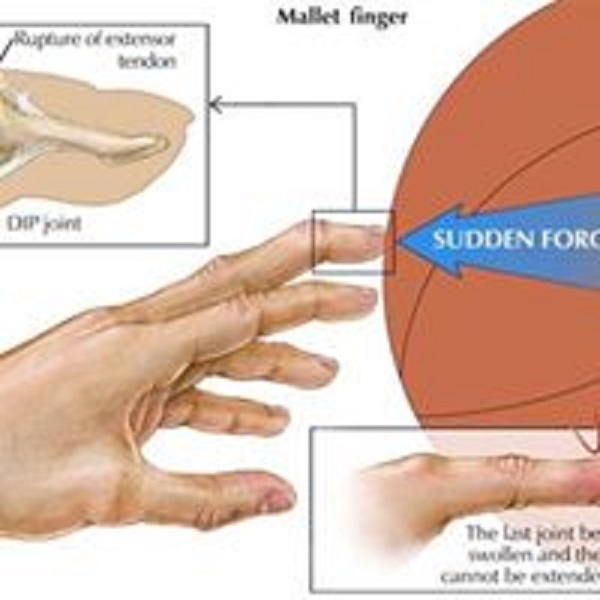 Mallet finger
Rupture of extensor
tendon
DIP joint
SUDDEN FORC
The last joint be
swollen and the
cannot be extende